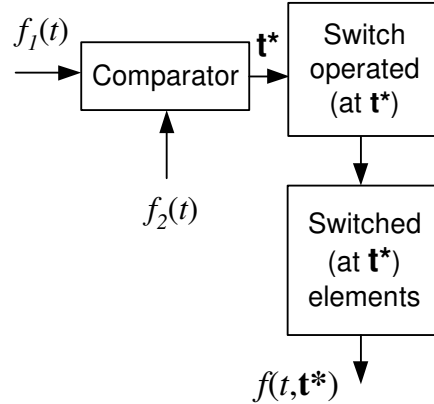 f₁(t)
Comparator
t*
Switch
operated
(at t*)
f₂(t)
Switched
(at t*)
elements
f(t,t*)